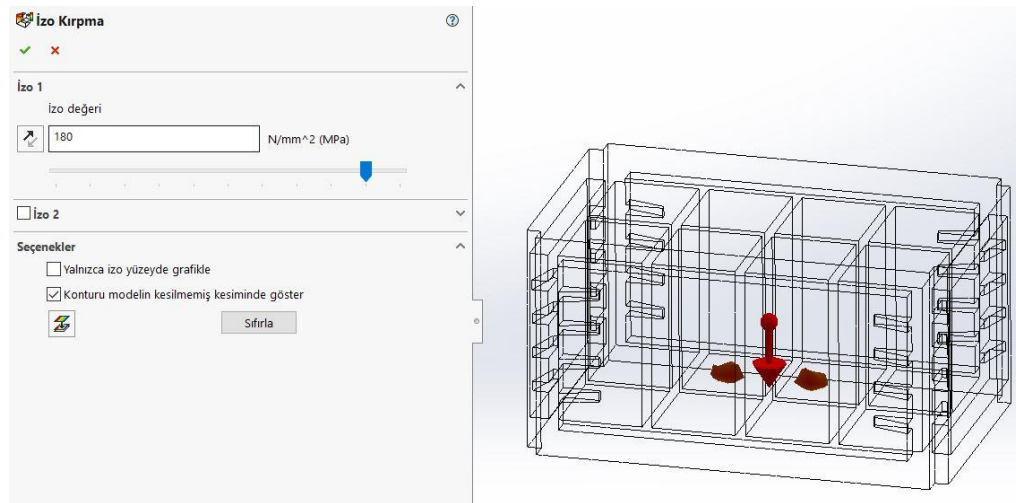 İzo Kırpma
İzo 1
İzo değeri
180 N/mm^2 (MPa)
İzo 2
Seçenekler
Yalnızca izo yüzeyde grafikle
Konturu modelin kesilmemiş kesiminde göster
Sıfırla